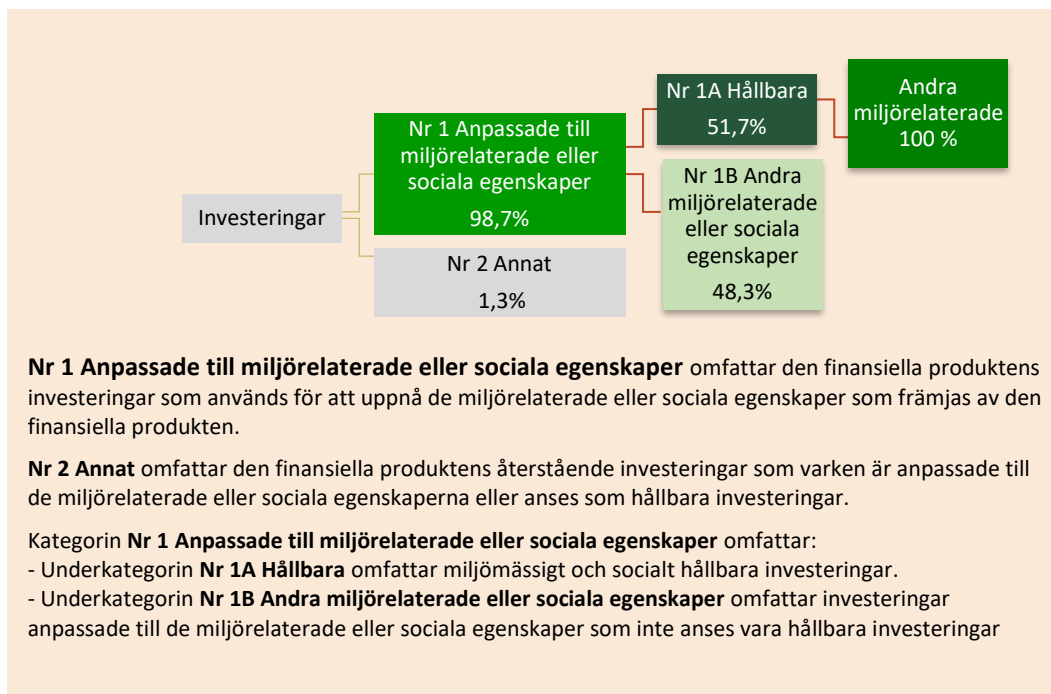 Investeringar
Nr 1 Anpassade till
miljörelaterade eller
sociala egenskaper
98,7%
Nr 2 Annat
1,3%
Nr 1A Hållbara
51,7%
Nr 1B Andra
miljörelaterade
eller sociala
egenskaper
48,3%
Andra
miljörelaterade
100 %
Nr 1 Anpassade till miljörelaterade eller sociala egenskaper omfattar den finansiella produktens
investeringar som används för att uppnå de miljörelaterade eller sociala egenskaper som främjas av den
finansiella produkten.
Nr 2 Annat omfattar den finansiella produktens återstående investeringar som varken är anpassade till
de miljörelaterade eller sociala egenskaperna eller anses som hållbara investeringar.
Kategorin Nr 1 Anpassade till miljörelaterade eller sociala egenskaper omfattar:
- Underkategorin Nr 1A Hållbara omfattar miljömässigt och socialt hållbara investeringar.
- Underkategorin Nr 1B Andra miljörelaterade eller sociala egenskaper omfattar investeringar
anpassade till de miljörelaterade eller sociala egenskaper som inte anses vara hållbara investeringar